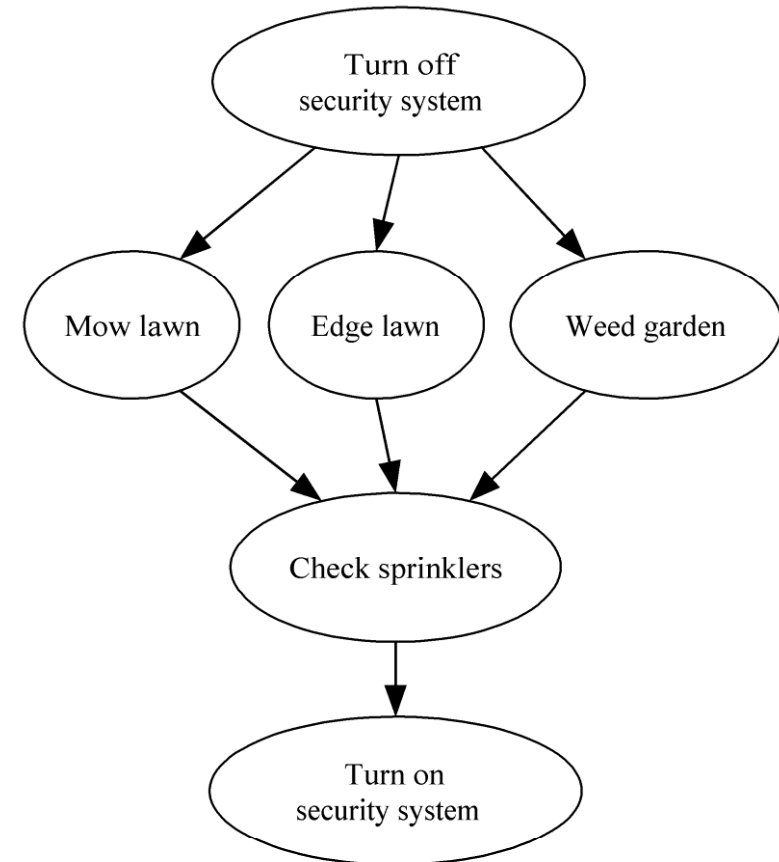 Turn off
security system
Mow lawn
Edge lawn
Weed garden
Check sprinklers
Turn on
security system